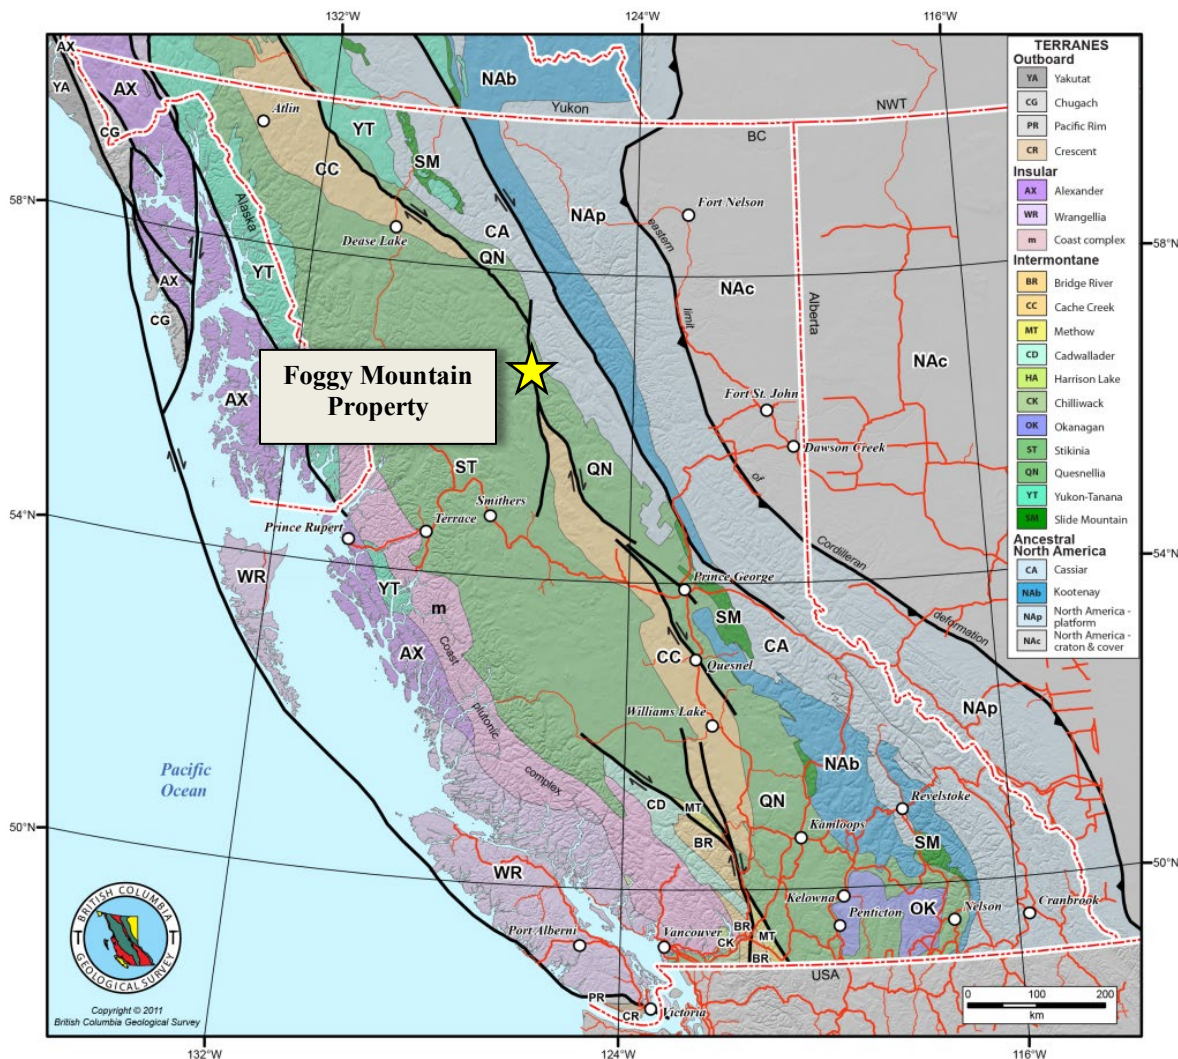 132°W
124°W
116°W
58°N
54°N
50°N
58°N
54°N
50°N
132°W
124°W
116°W
AX
YA
AX
CG
Atlin
YT
CC
SM
NAb
Yukon
NWT
BC
Alaska
YT
Dease Lake
CA
QN
NAp
Fort Nelson
eastern
limit
of
Cordilleran
deformation
NAc
Alberta
NAc
AX
CG
AX
Foggy Mountain
Property
Fort St. John
Dawson Creek
ST
QN
Smithers
Terrace
Prince Rupert
WR
YT
m
AX
Coast
plutonic
complex
Prince George
SM
CA
CC
Quesnel
Williams Lake
NAp
NAb
QN
Revelstoke
Kamloops
SM
CD
MT
BR
WR
Kelowna
Penticton
OK
Nelson
Cranbrook
Port Alberni
Vancouver
CK
BR
MT
BR
USA
PR
CR
Victoria
Pacific
Ocean
BRITISH COLUMBIA
GEOLOGICAL SURVEY
Copyright © 2011
British Columbia Geological Survey
0 100 200
km
TERRANES
Outboard
YA Yakutat
CG Chugach
PR Pacific Rim
CR Crescent
Insular
AX Alexander
WR Wrangellia
m Coast complex
Intermontane
BR Bridge River
CC Cache Creek
MT Methow
CD Cadwallader
HA Harrison Lake
CK Chilliwack
OK Okanagan
ST Stikinia
QN Quesnellia
YT Yukon-Tanana
SM Slide Mountain
Ancestral
North America
CA Cassiar
NAb Kootenay
NAp North America -
platform
NAc North America -
craton & cover